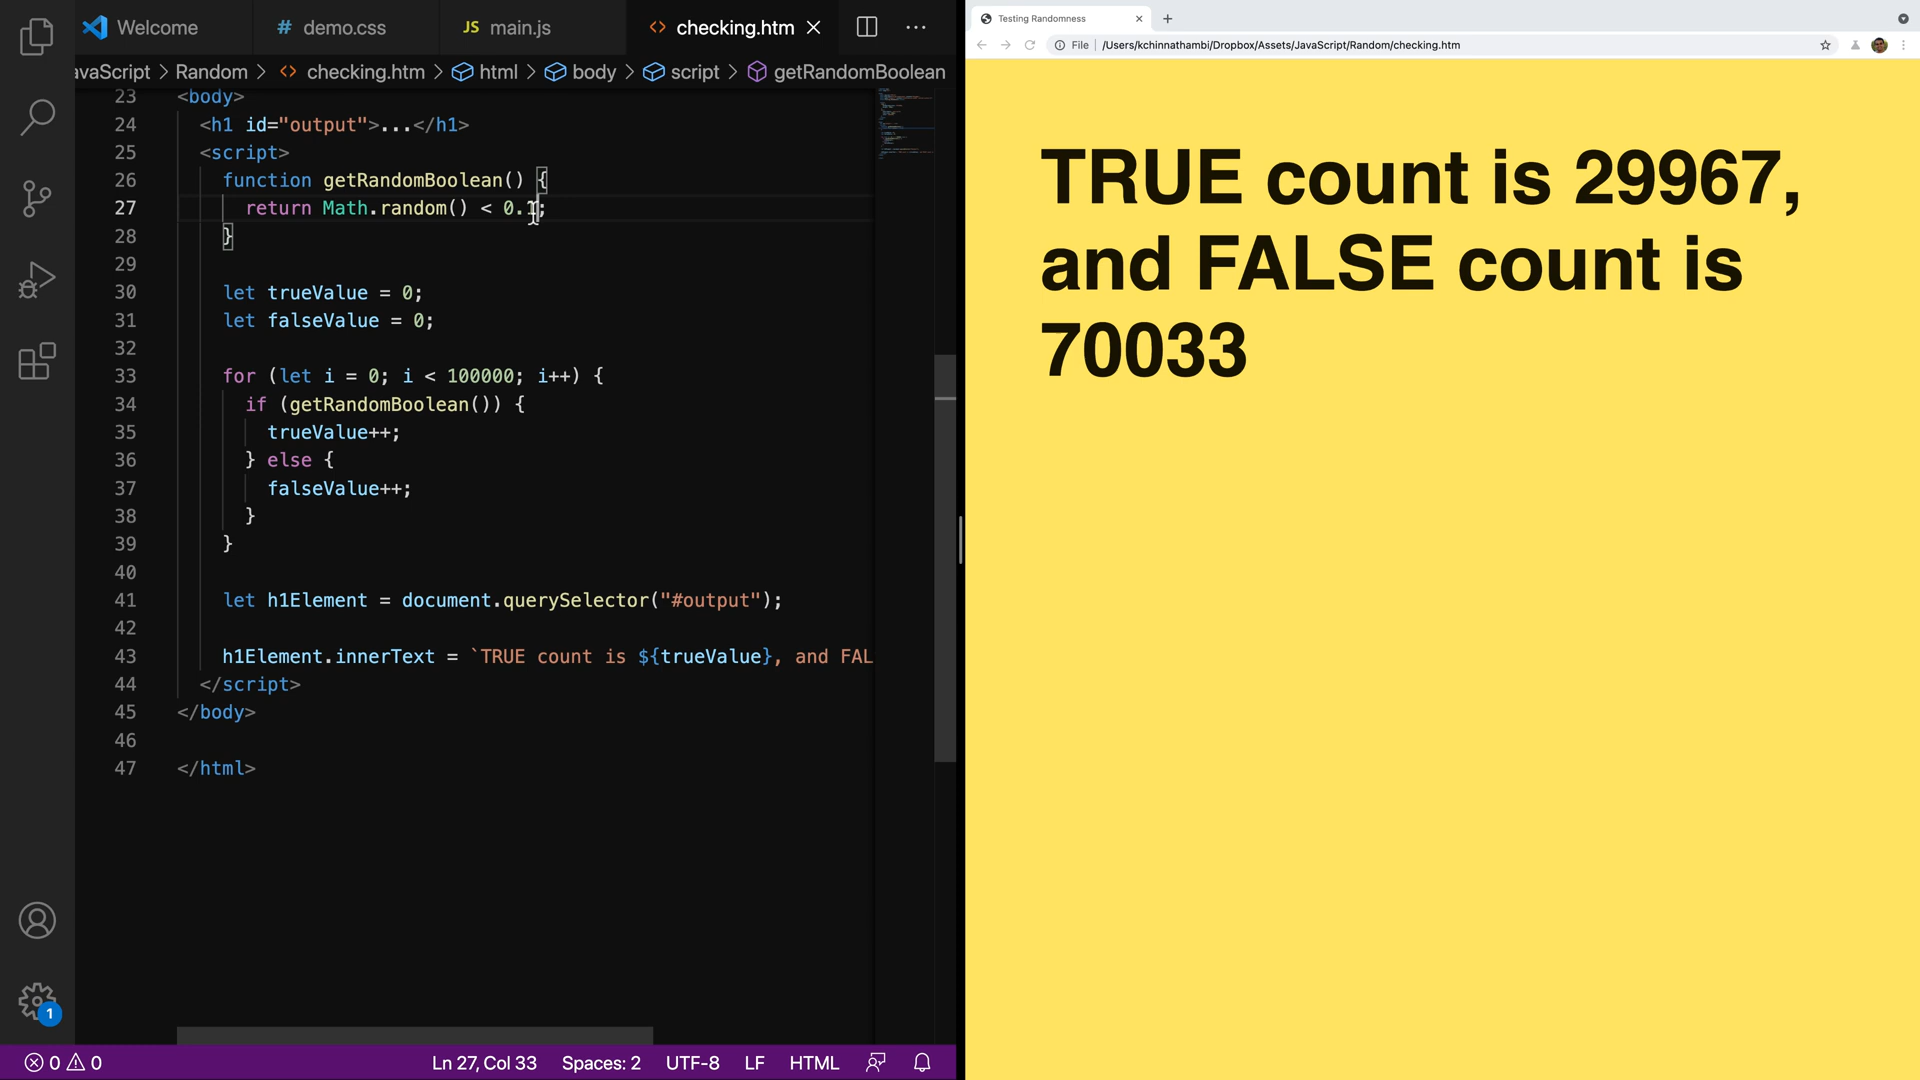 Welcome
# demo.css
JS main.js
<> checking.htm
avaScript > Random > <> checking.htm > html > body > script > getRandomBoolean
23 <body>
24 <h1 id="output">...</h1>
25 <script>
26 function getRandomBoolean() {
27 return Math.random() < 0.1;
28 }
29
30 let trueValue = 0;
31 let falseValue = 0;
32
33 for (let i = 0; i < 100000; i++) {
34 if (getRandomBoolean()) {
35 trueValue++;
36 } else {
37 falseValue++;
38 }
39 }
40
41 let h1Element = document.querySelector("#output");
42
43 h1Element.innerText = `TRUE count is ${trueValue}, and FAL
44 </script>
45 </body>
46
47 </html>
1
0 0
Ln 27, Col 33
Spaces: 2
UTF-8
LF
HTML
Testing Randomness
File /Users/kchinnathambi/Dropbox/Assets/JavaScript/Random/checking.htm
TRUE count is 29967,
and FALSE count is
70033